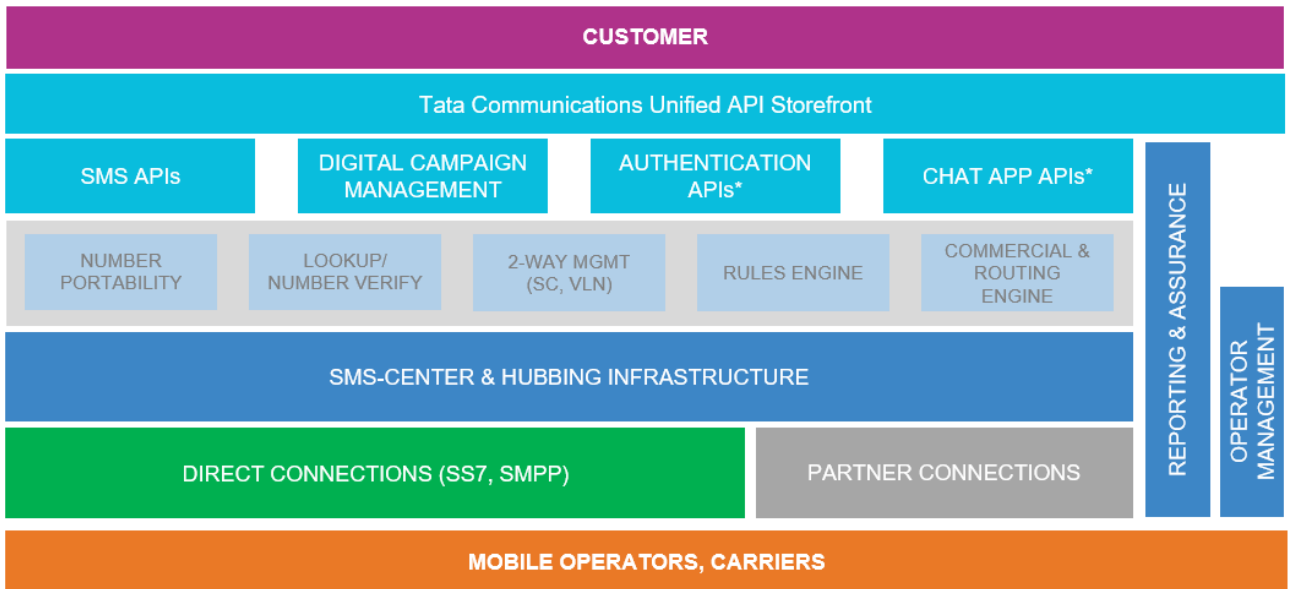 CUSTOMER
Tata Communications Unified API Storefront
SMS APIs
DIGITAL CAMPAIGN
MANAGEMENT
AUTHENTICATION
APIs*
CHAT APP APIs*
NUMBER
PORTABILITY
LOOKUP/
NUMBER VERIFY
2-WAY MGMT
(SC, VLN)
RULES ENGINE
COMMERCIAL &
ROUTING
ENGINE
SMS-CENTER & HUBBING INFRASTRUCTURE
DIRECT CONNECTIONS (SS7, SMPP)
PARTNER CONNECTIONS
REPORTING & ASSURANCE
OPERATOR
MANAGEMENT
MOBILE OPERATORS, CARRIERS